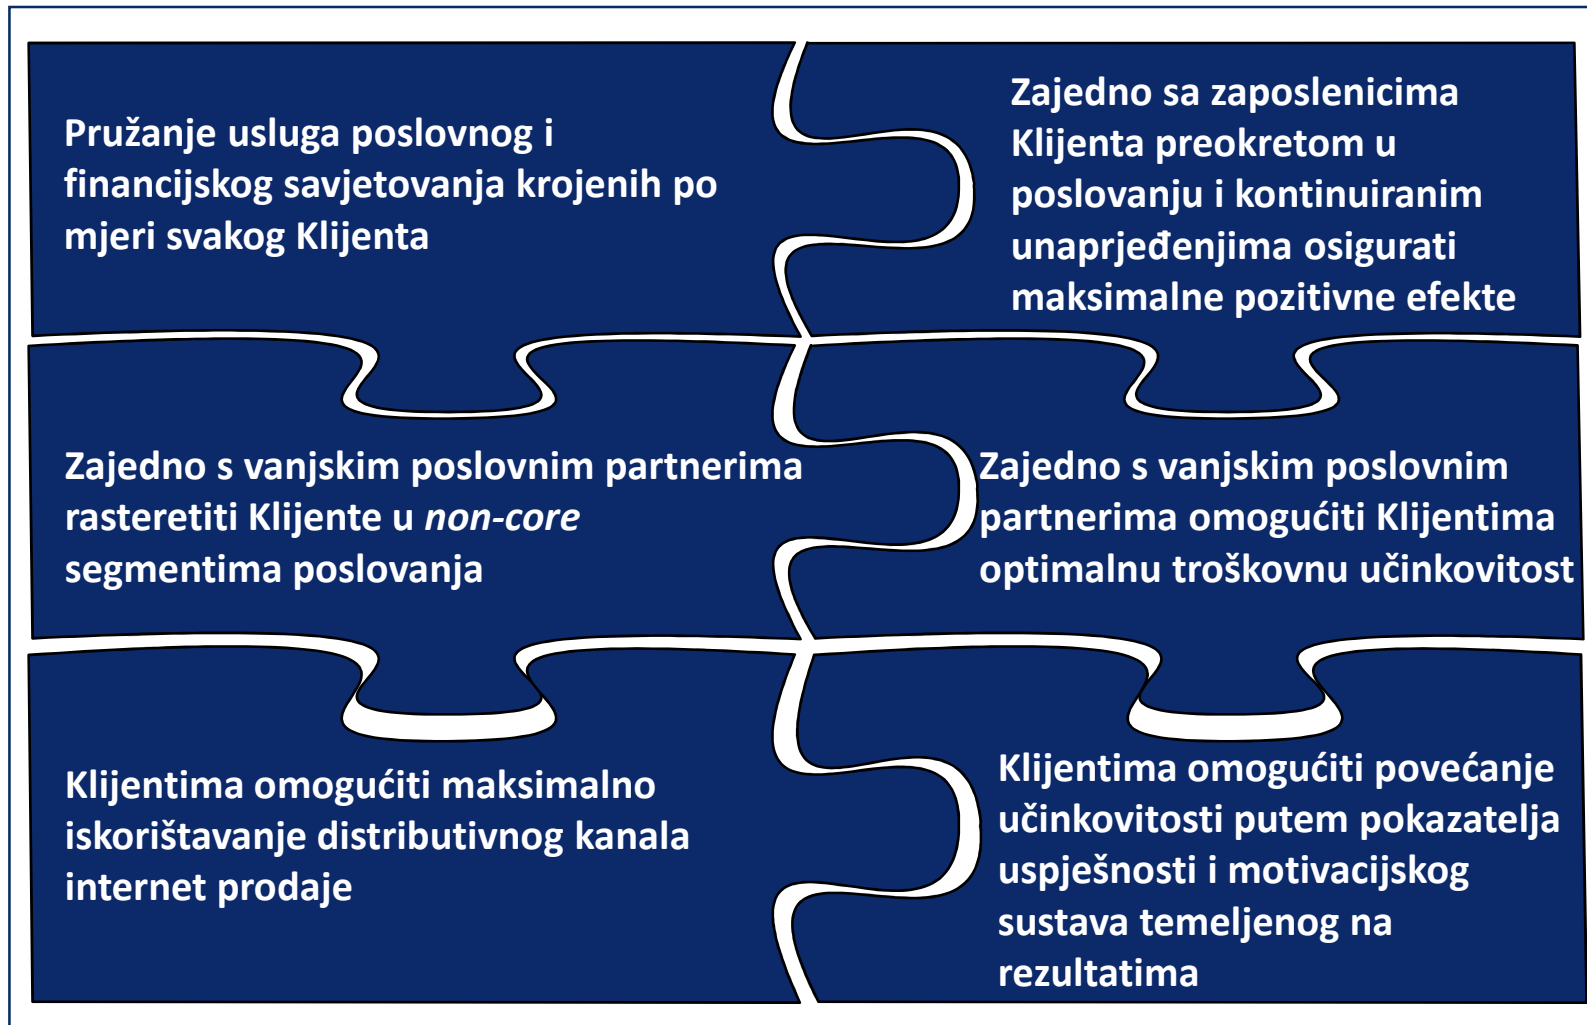 Pružanje usluga poslovnog i
financijskog savjetovanja krojenih po
mjeri svakog Klijenta
Zajedno sa zaposlenicima
Klijenta preokretom u
poslovanju i kontinuiranim
unaprjeđenjima osigurati
maksimalne pozitivne efekte
Zajedno s vanjskim poslovnim partnerima
rasteretiti Klijente u non-core
segmentima poslovanja
Zajedno s vanjskim poslovnim
partnerima omogućiti Klijentima
optimalnu troškovnu učinkovitost
Klijentima omogućiti maksimalno
iskorištavanje distributivnog kanala
internet prodaje
Klijentima omogućiti povećanje
učinkovitosti putem pokazatelja
uspješnosti i motivacijskog
sustava temeljenog na
rezultatima